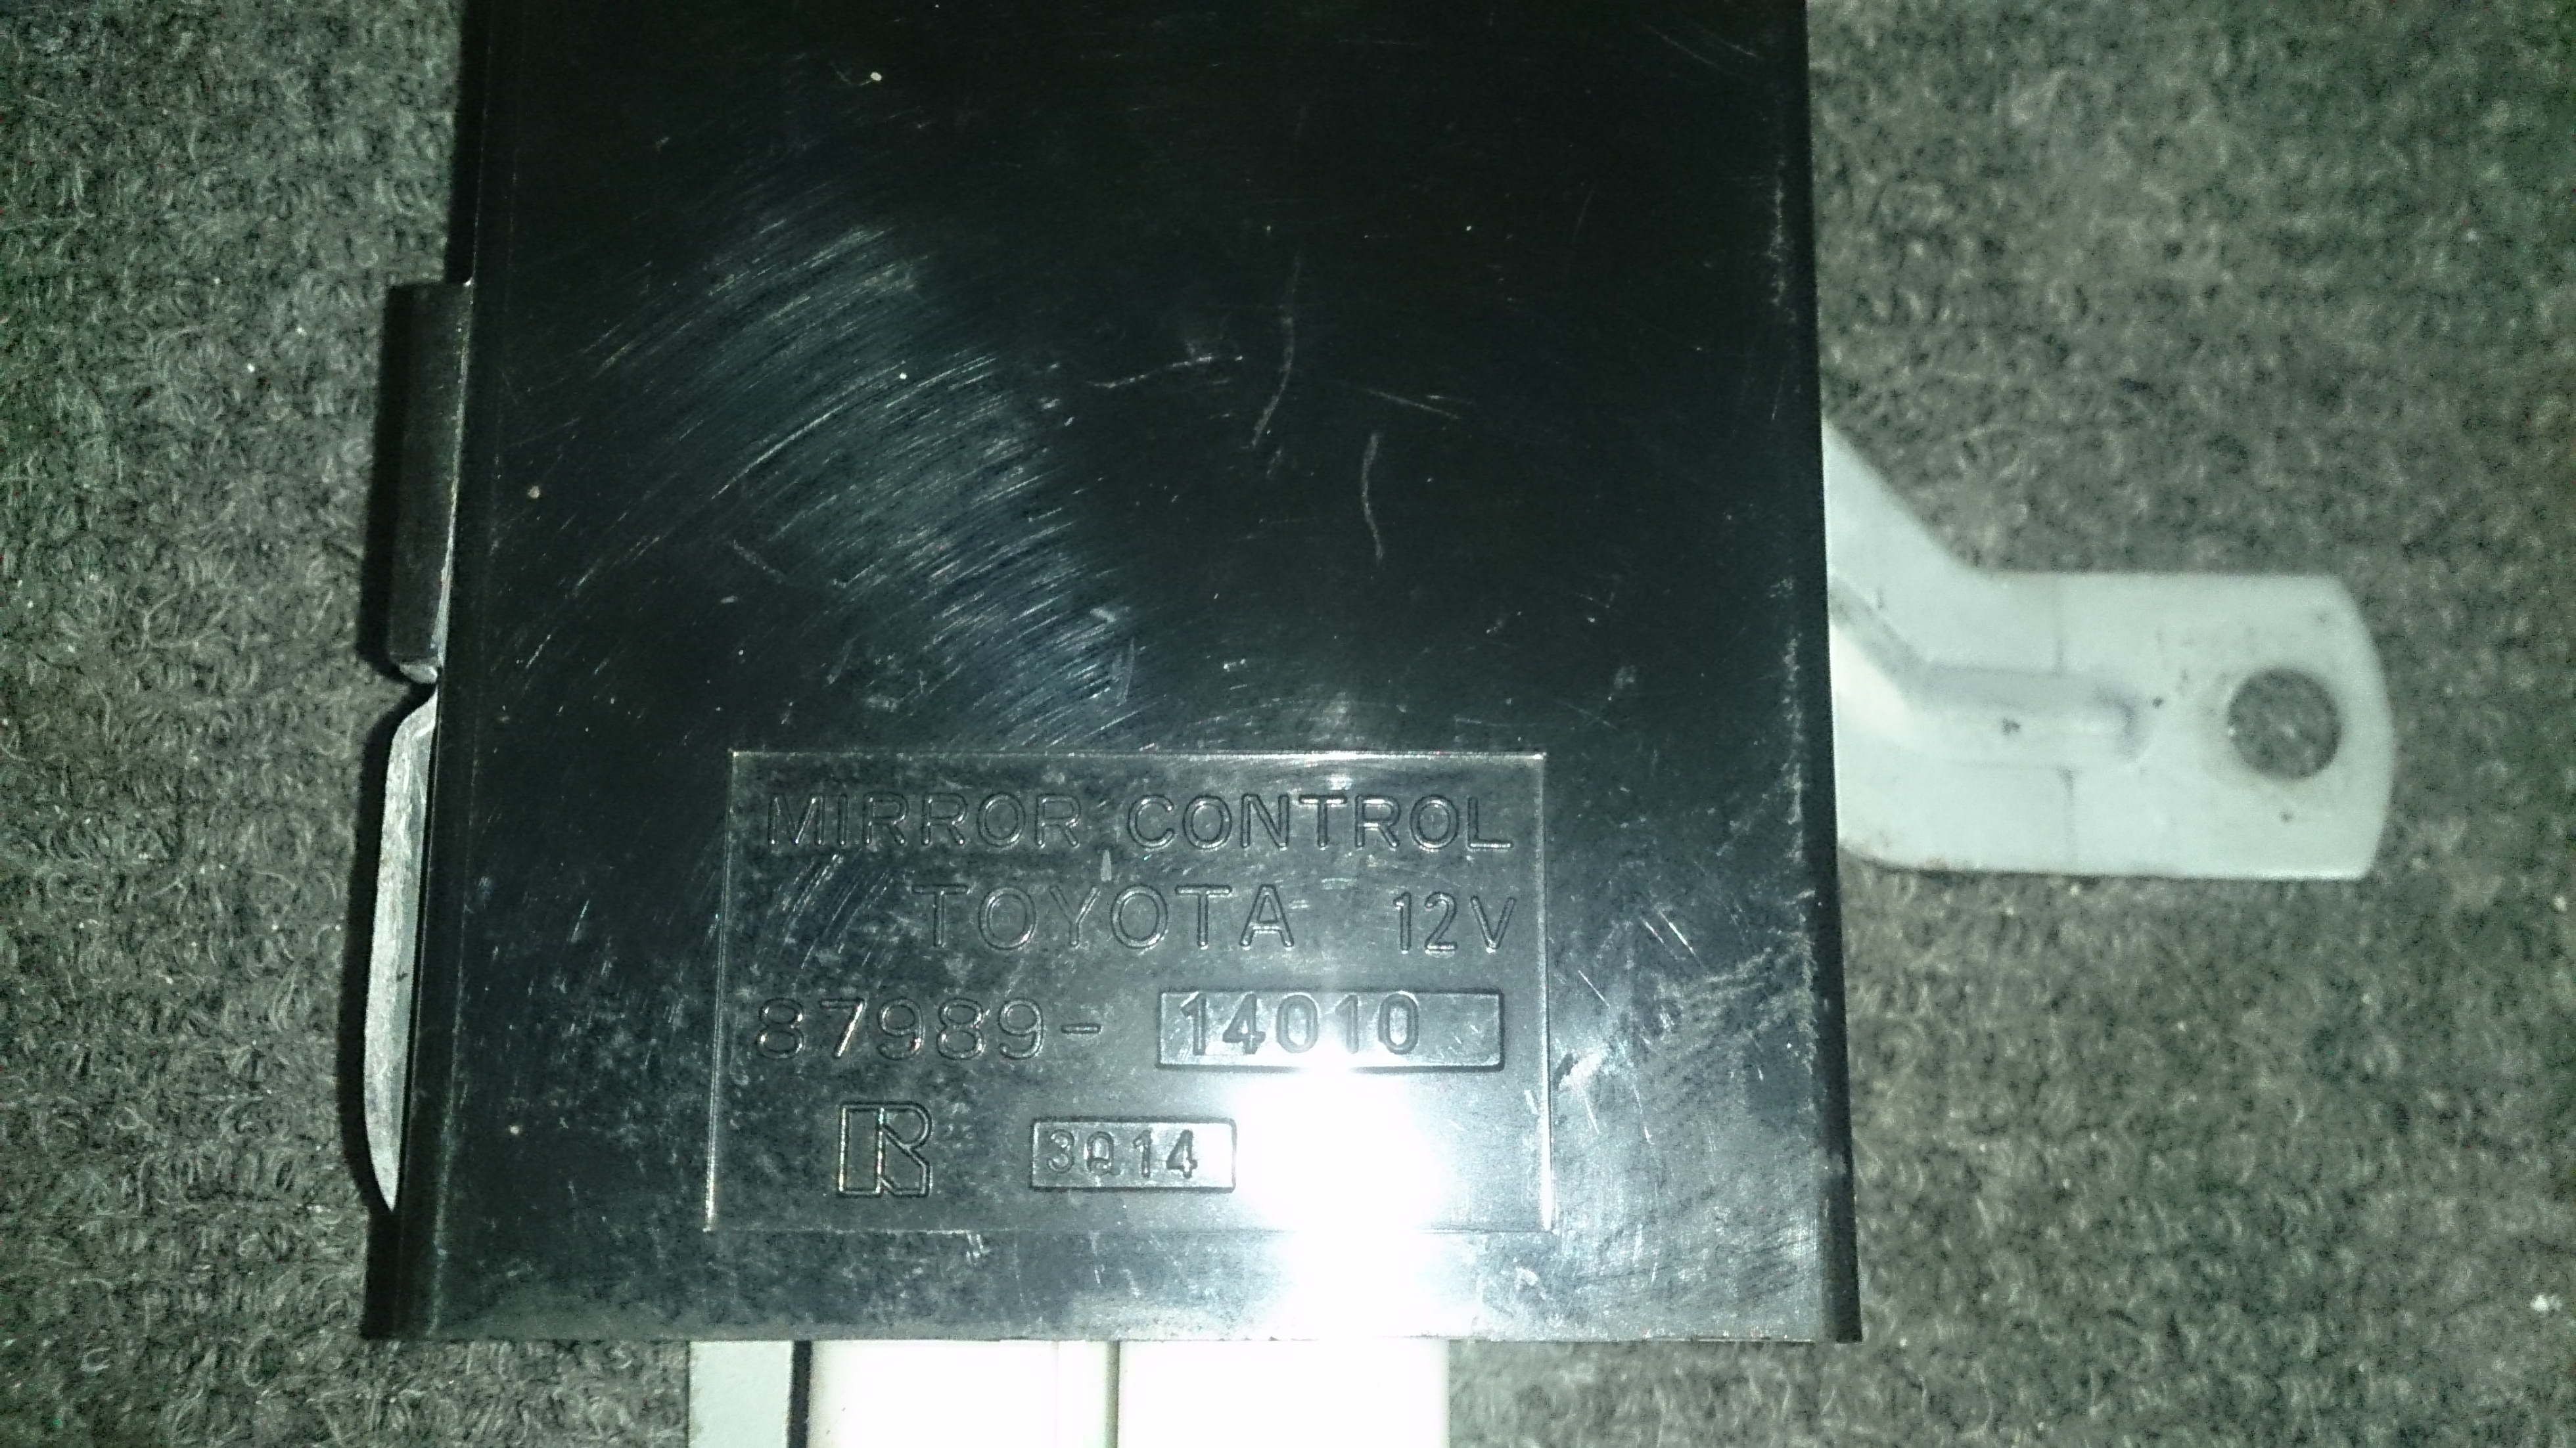 MIRROR CONTROL
TOYOTA 12V
87989- 14010
R 3Q14